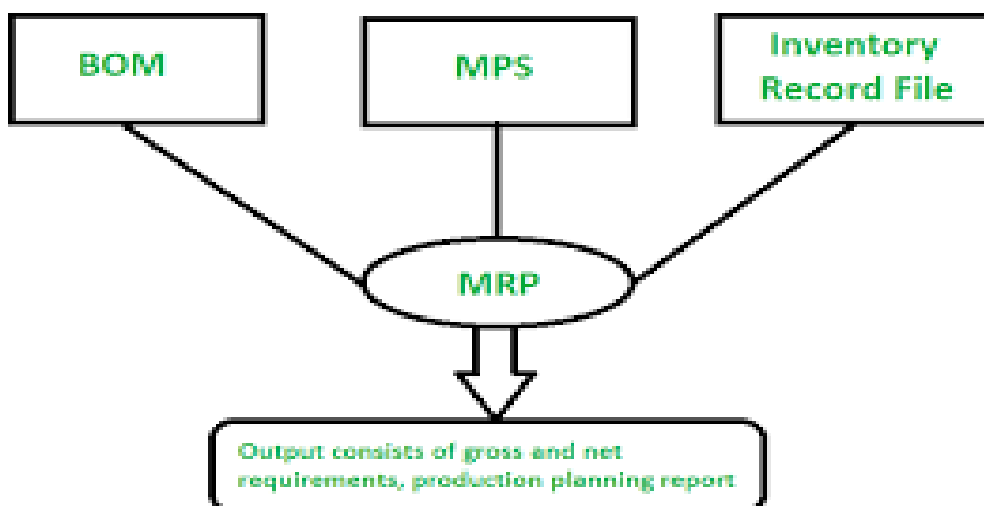 BOM
MPS
Inventory
Record File
MRP
Output consists of gross and net
requirements, production planning report